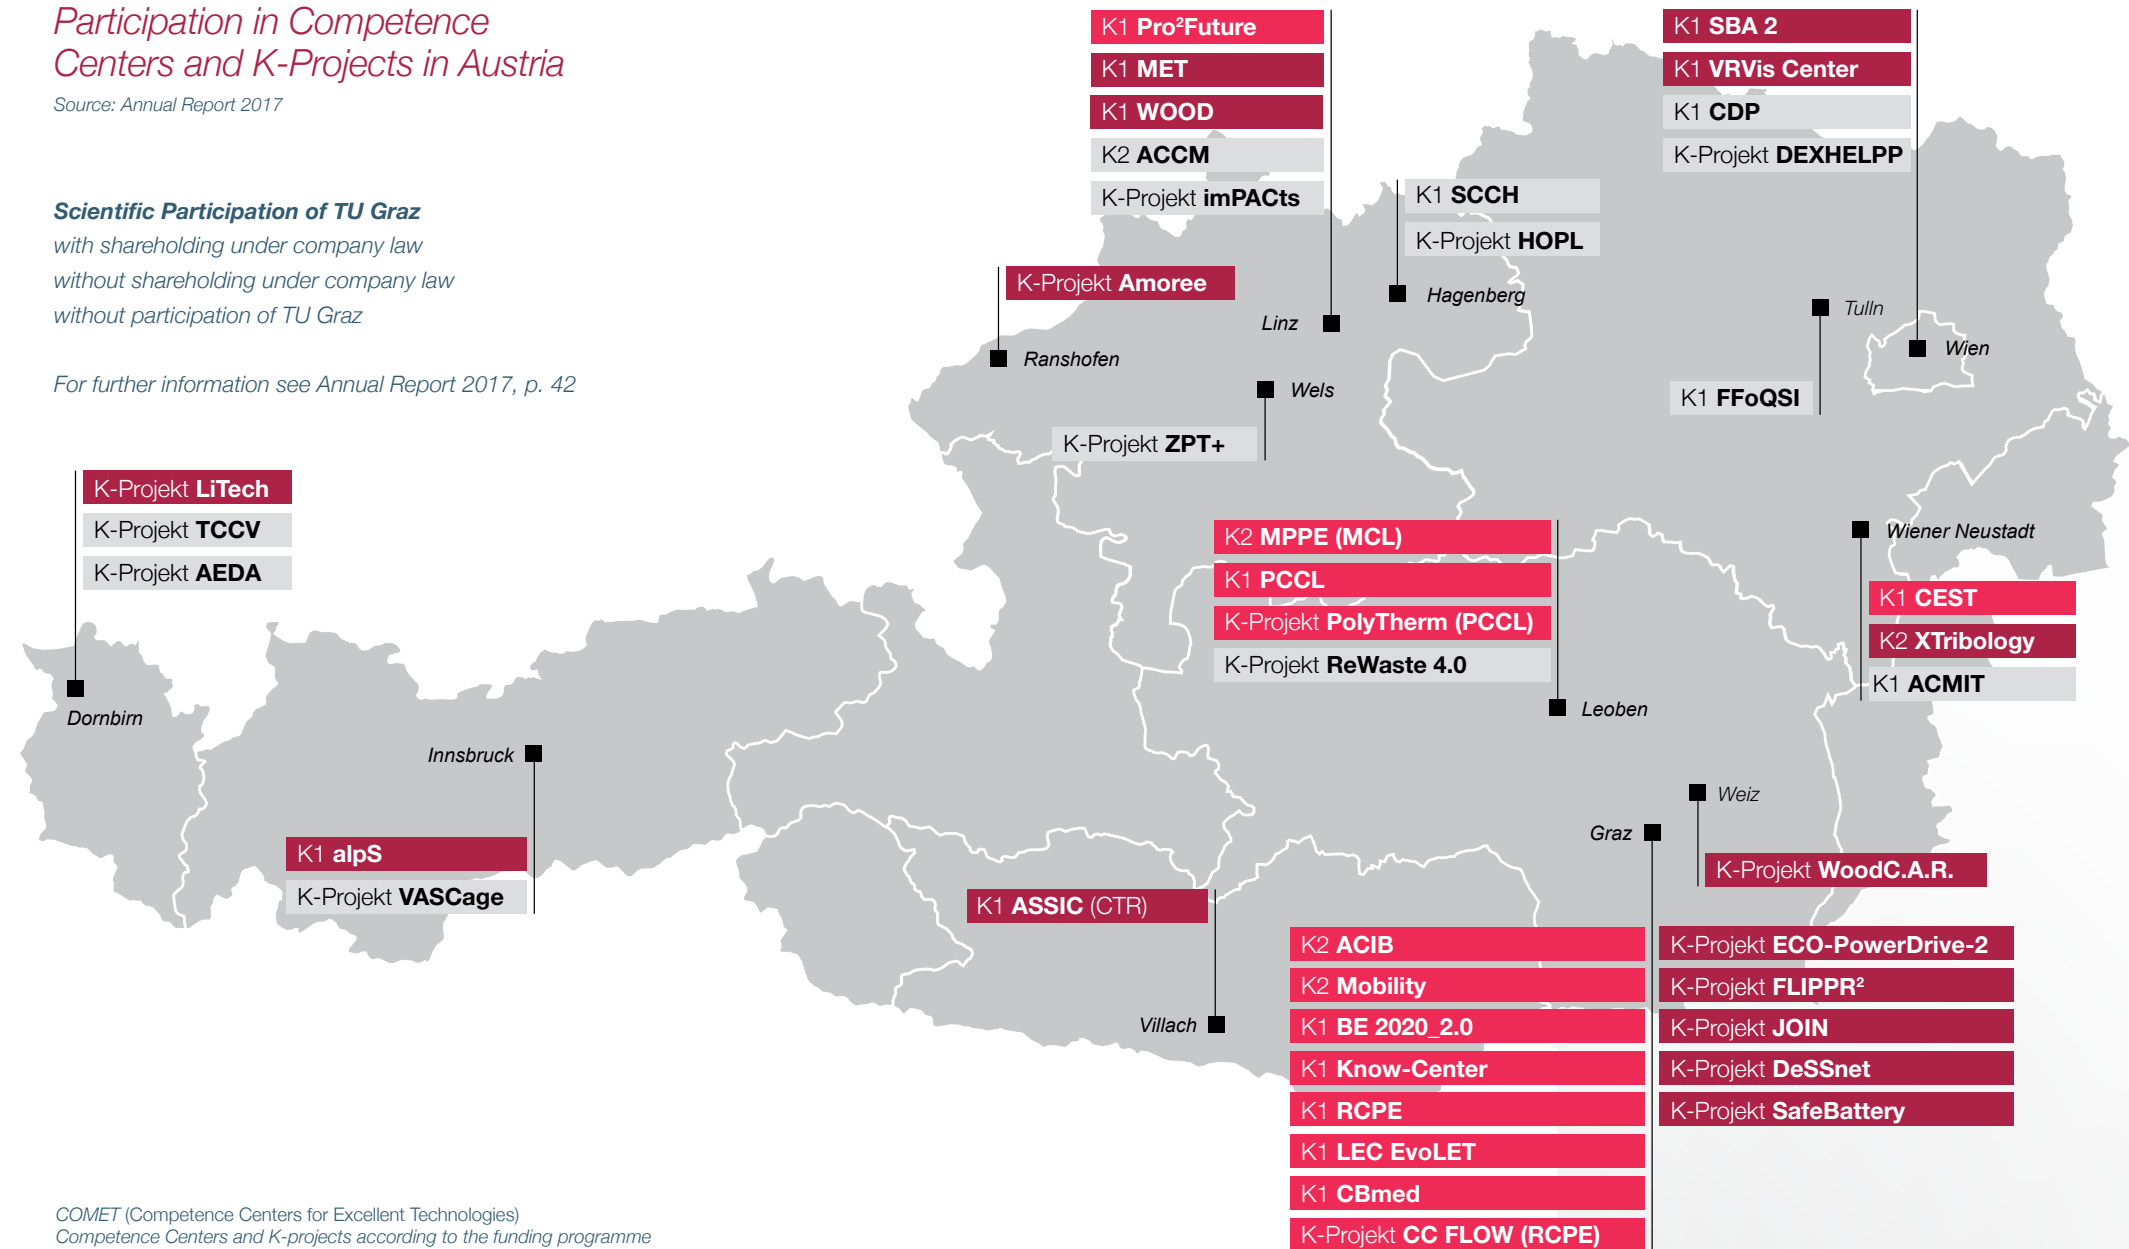 Participation in Competence
Centers and K-Projects in Austria
Source: Annual Report 2017
Scientific Participation of TU Graz
with shareholding under company law
without shareholding under company law
without participation of TU Graz
For further information see Annual Report 2017, p. 42
K1 Pro²Future
K1 MET
K1 WOOD
K2 ACCM
K-Projekt imPACts
Linz
K1 SBA 2
K1 VRVis Center
K1 CDP
K-Projekt DEXHELPP
Wien
K1 SCCH
K-Projekt HOPL
Hagenberg
K-Projekt Amoree
Ranshofen
Tulln
K1 FFoQSI
Wels
K-Projekt ZPT+
K-Projekt LiTech
K-Projekt TCCV
K-Projekt AEDA
Dornbirn
K2 MPPE (MCL)
K1 PCCL
K-Projekt PolyTherm (PCCL)
K-Projekt ReWaste 4.0
Leoben
Wiener Neustadt
K1 CEST
K2 XTribology
K1 ACMIT
Innsbruck
K1 alpS
K-Projekt VASCage
Weiz
K-Projekt WoodC.A.R.
K1 ASSIC (CTR)
Villach
Graz
K2 ACIB
K2 Mobility
K1 BE 2020_2.0
K1 Know-Center
K1 RCPE
K1 LEC EvoLET
K1 CBmed
K-Projekt CC FLOW (RCPE)
K-Projekt ECO-PowerDrive-2
K-Projekt FLIPPR²
K-Projekt JOIN
K-Projekt DeSSnet
K-Projekt SafeBattery
COMET (Competence Centers for Excellent Technologies)
Competence Centers and K-projects according to the funding programme